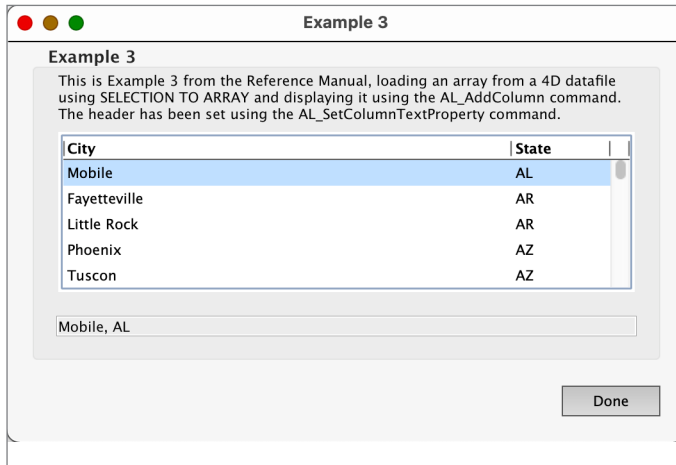 Example 3
Example 3
This is Example 3 from the Reference Manual, loading an array from a 4D datafile
using SELECTION TO ARRAY and displaying it using the AL_AddColumn command.
The header has been set using the AL_SetColumnTextProperty command.
City State
Mobile AL
Fayetteville AR
Little Rock AR
Phoenix AZ
Tuscon AZ
Mobile, AL
Done